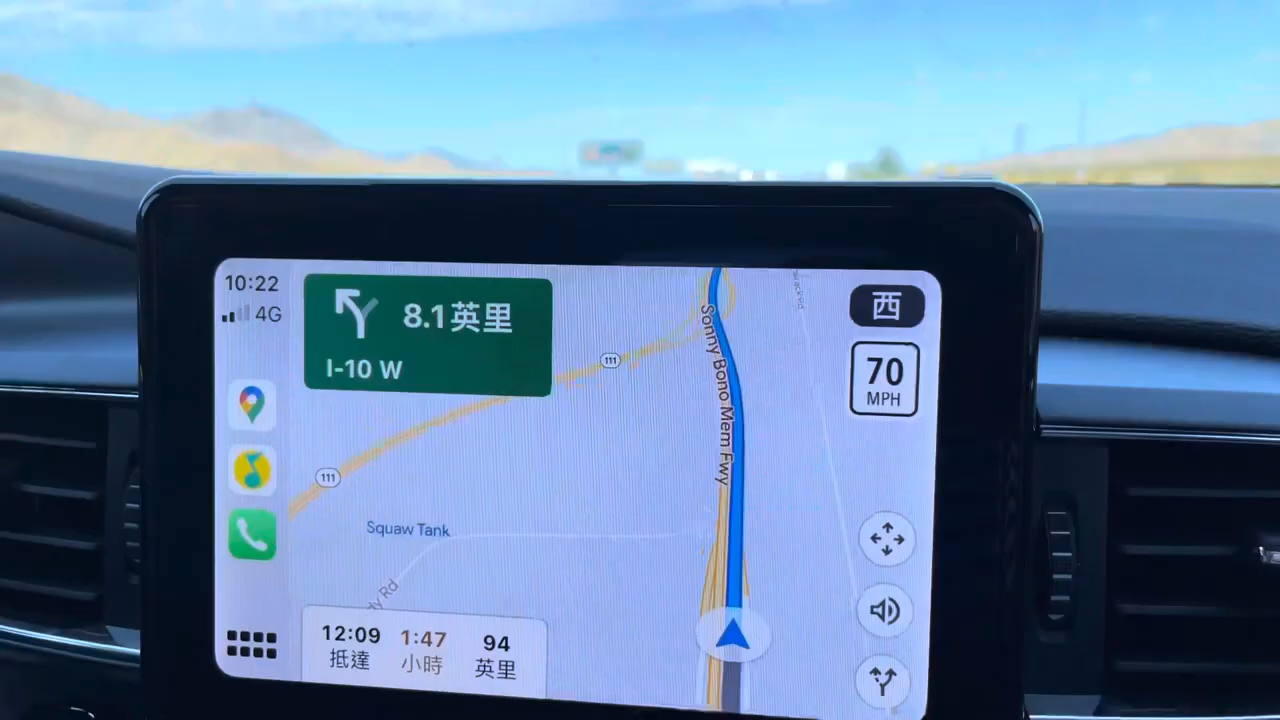 10:22
4G
8.1英里
I-10 W
西
70
MPH
111
111
Sonny Bono Mem Fwy
Squaw Tank
Rd
12:09
1:47
94
抵達
小時
英里